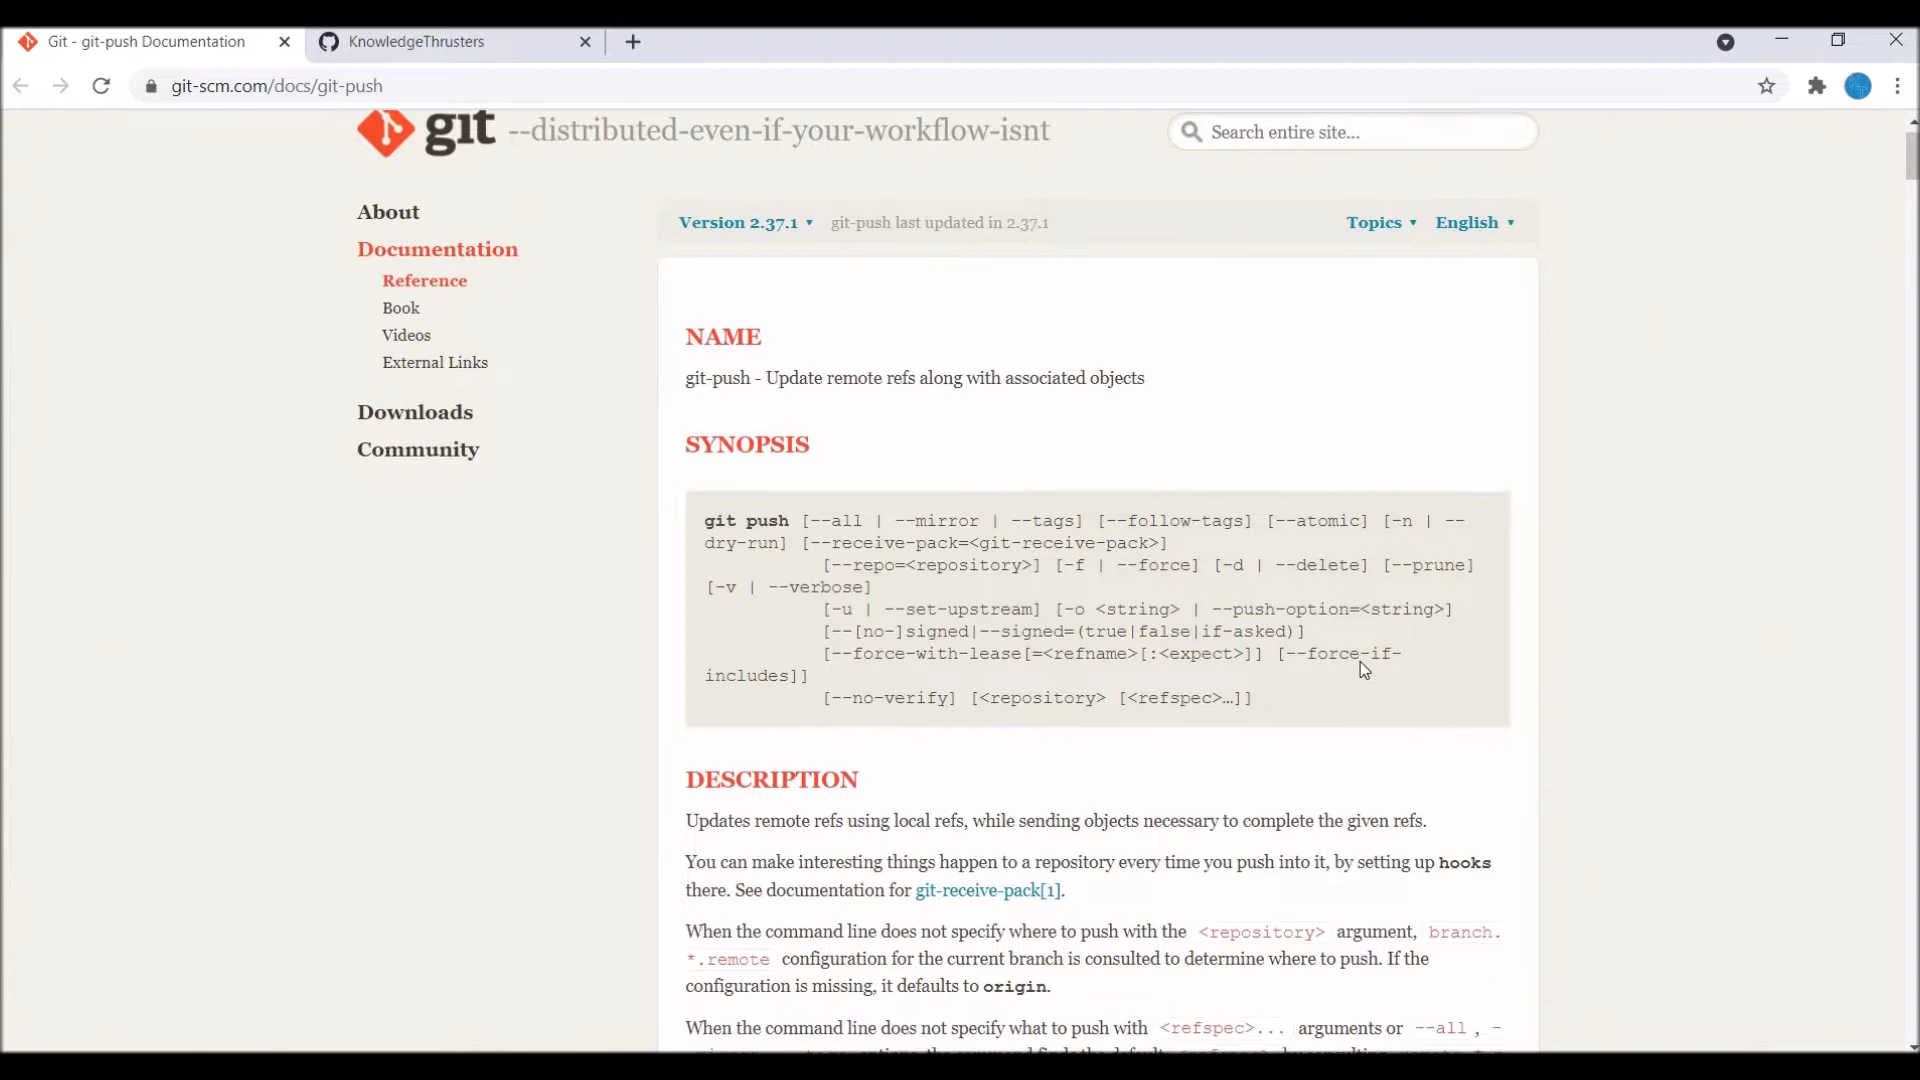 Git - git-push Documentation
KnowledgeThrusters
git-scm.com/docs/git-push
git --distributed-even-if-your-workflow-isnt
Search entire site...
About
Documentation
Reference
Book
Videos
External Links
Downloads
Community
Version 2.37.1 ▾ git-push last updated in 2.37.1
Topics ▾ English ▾
NAME
git-push - Update remote refs along with associated objects
SYNOPSIS
git push [--all | --mirror | --tags] [--follow-tags] [--atomic] [-n | --
dry-run] [--receive-pack=<git-receive-pack>]
[--repo=<repository>] [-f | --force] [-d | --delete] [--prune]
[-v | --verbose]
[-u | --set-upstream] [-o <string> | --push-option=<string>]
[--[no-]signed|--signed=(true|false|if-asked)]
[--force-with-lease[=<refname>[:<expect>]] [--force-if-
includes]]
[--no-verify] [<repository> [<refspec>…]]
DESCRIPTION
Updates remote refs using local refs, while sending objects necessary to complete the given refs.
You can make interesting things happen to a repository every time you push into it, by setting up hooks
there. See documentation for git-receive-pack[1].
When the command line does not specify where to push with the <repository> argument, branch.
*.remote configuration for the current branch is consulted to determine where to push. If the
configuration is missing, it defaults to origin.
When the command line does not specify what to push with <refspec>... arguments or --all , -